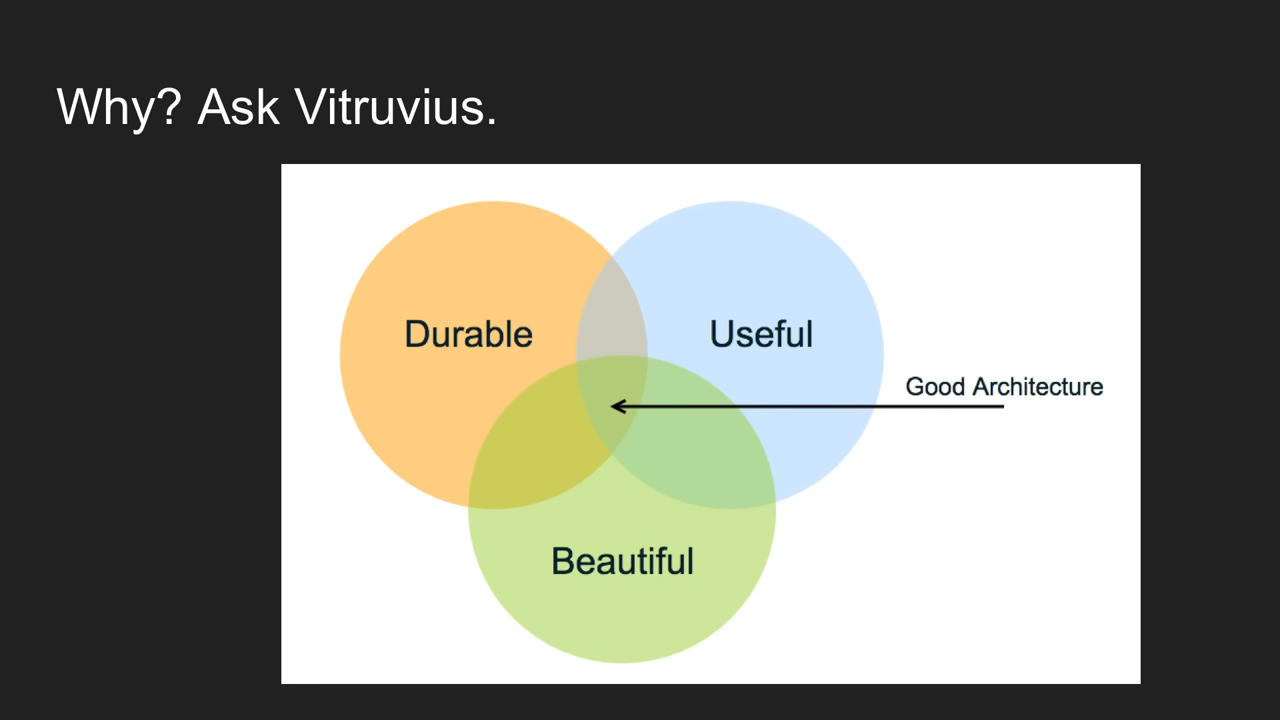 Why? Ask Vitruvius.
Durable
Useful
Good Architecture
Beautiful